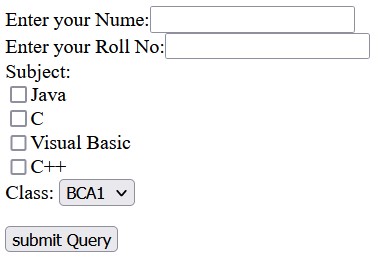 Enter your Nume:
Enter your Roll No:
Subject:
Java
C
Visual Basic
C++
Class: BCA1
submit Query